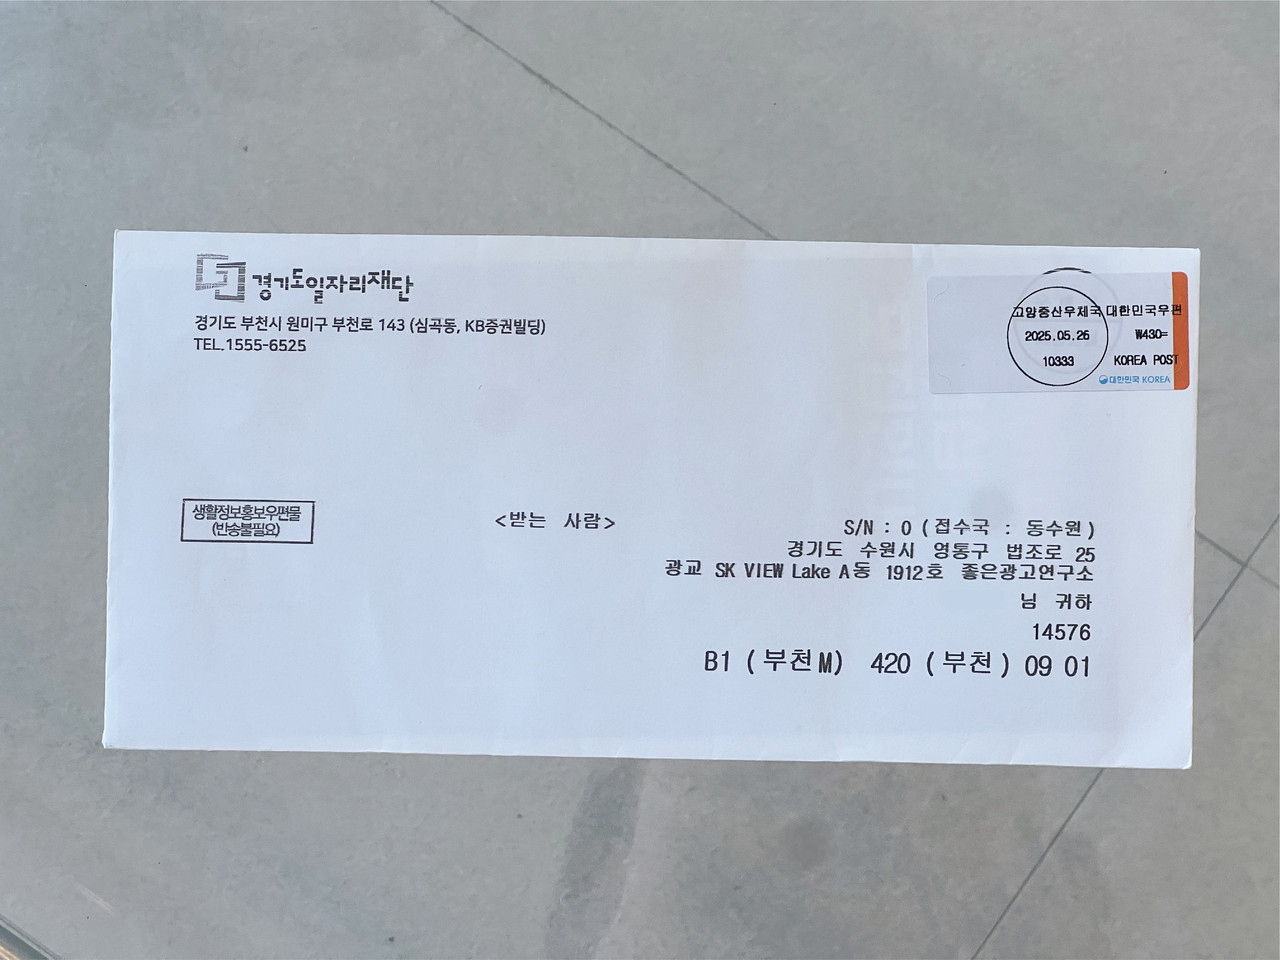 경기도일자리재단
경기도 부천시 원미구 부천로 143 (심곡동, KB증권빌딩)
TEL.1555-6525
고양중산우체국 대한민국우편
2025.05.26 ₩430=
10333 KOREA POST
대한민국 KOREA
생활정보홍보우편물
(반송불필요)
<받는 사람>
S/N : 0 (접수국 : 동수원)
경기도 수원시 영통구 법조로 25
광교 SK VIEW Lake A동 1912호 좋은광고연구소
님 귀하
14576
B1 (부천M) 420 (부천) 09 01